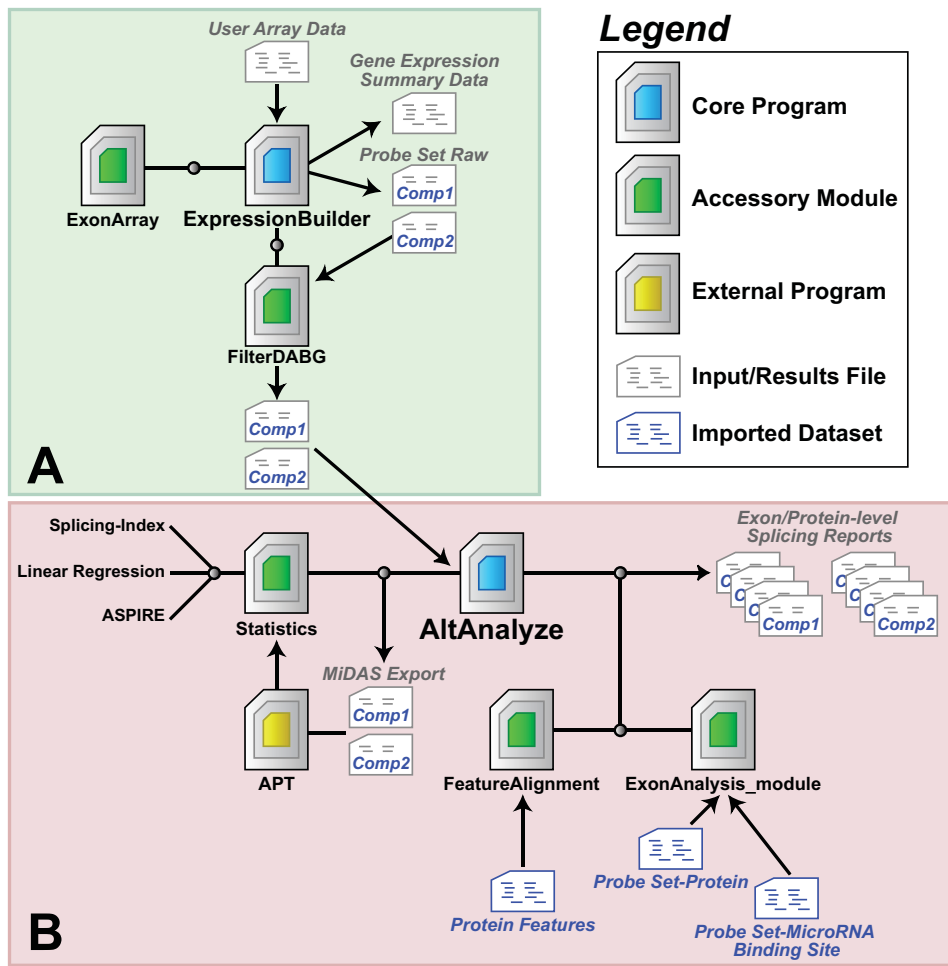 User Array Data
Gene Expression
Summary Data
Probe Set Raw
Comp1
Comp2
ExonArray
ExpressionBuilder
FilterDABG
Comp1
Comp2
A
Legend
Core Program
Accessory Module
External Program
Input/Results File
Imported Dataset
Splicing-Index
Linear Regression
ASPIRE
Statistics
AltAnalyze
Exon/Protein-level
Splicing Reports
C
C
C
Comp1
C
C
C
Comp2
MiDAS Export
Comp1
Comp2
APT
FeatureAlignment
ExonAnalysis_module
Protein Features
Probe Set-Protein
Probe Set-MicroRNA
Binding Site
B